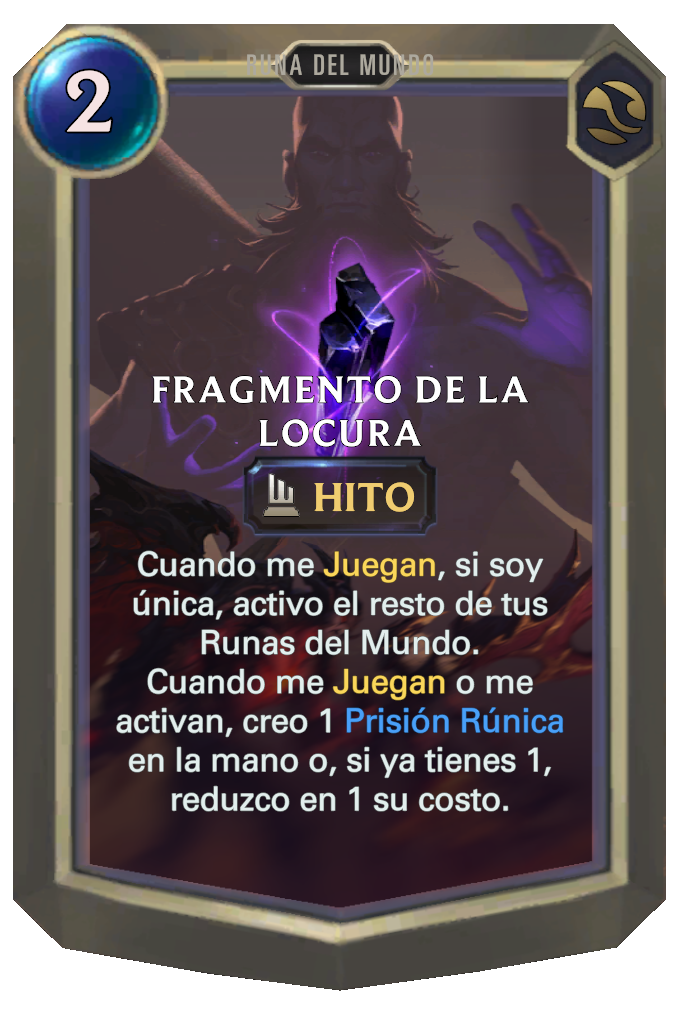 2
RUNA DEL MUNDO
FRAGMENTO DE LA
LOCURA
HITO
Cuando me Juegan, si soy
única, activo el resto de tus
Runas del Mundo.
Cuando me Juegan o me
activan, creo 1 Prisión Rúnica
en la mano o, si ya tienes 1,
reduzco en 1 su costo.